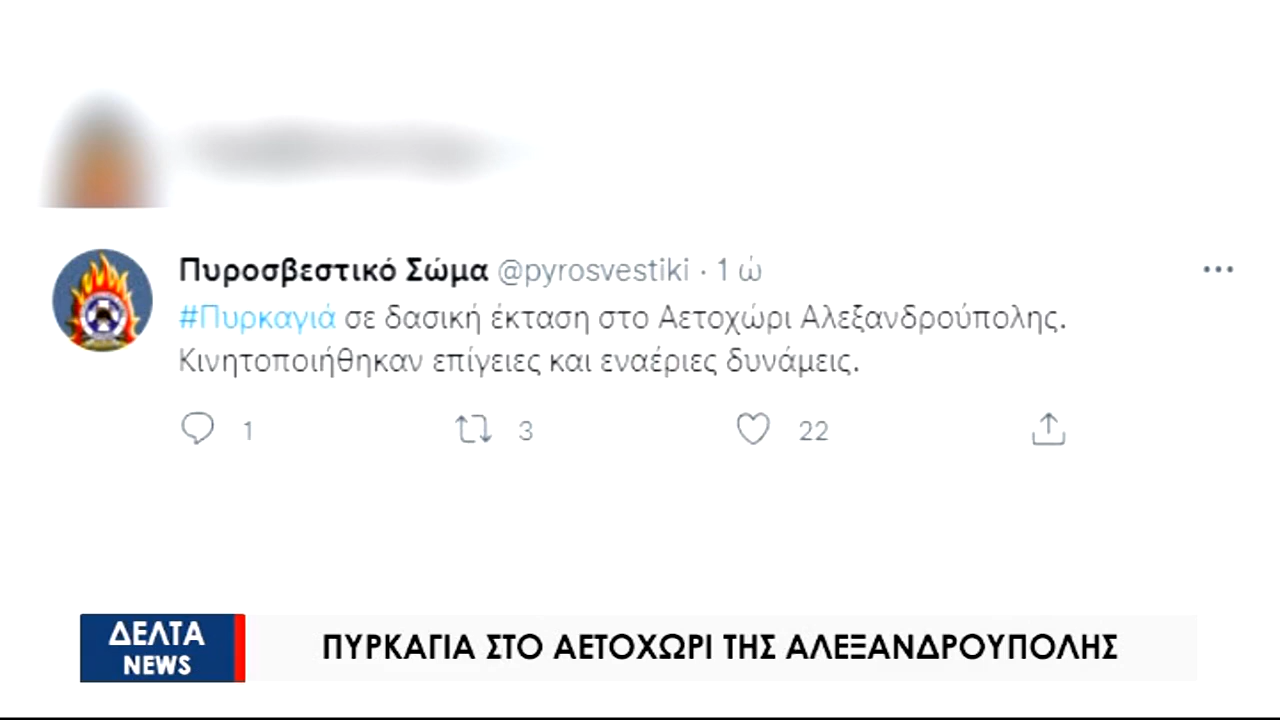 Πυροσβεστικό Σώμα @pyrosvestiki · 1 ώ
#Πυρκαγιά σε δασική έκταση στο Αετοχώρι Αλεξανδρούπολης.
Κινητοποιήθηκαν επίγειες και εναέριες δυνάμεις.
1 3 22
ΔΕΛΤΑ
NEWS
ΠΥΡΚΑΓΙΑ ΣΤΟ ΑΕΤΟΧΩΡΙ ΤΗΣ ΑΛΕΞΑΝΔΡΟΥΠΟΛΗΣ